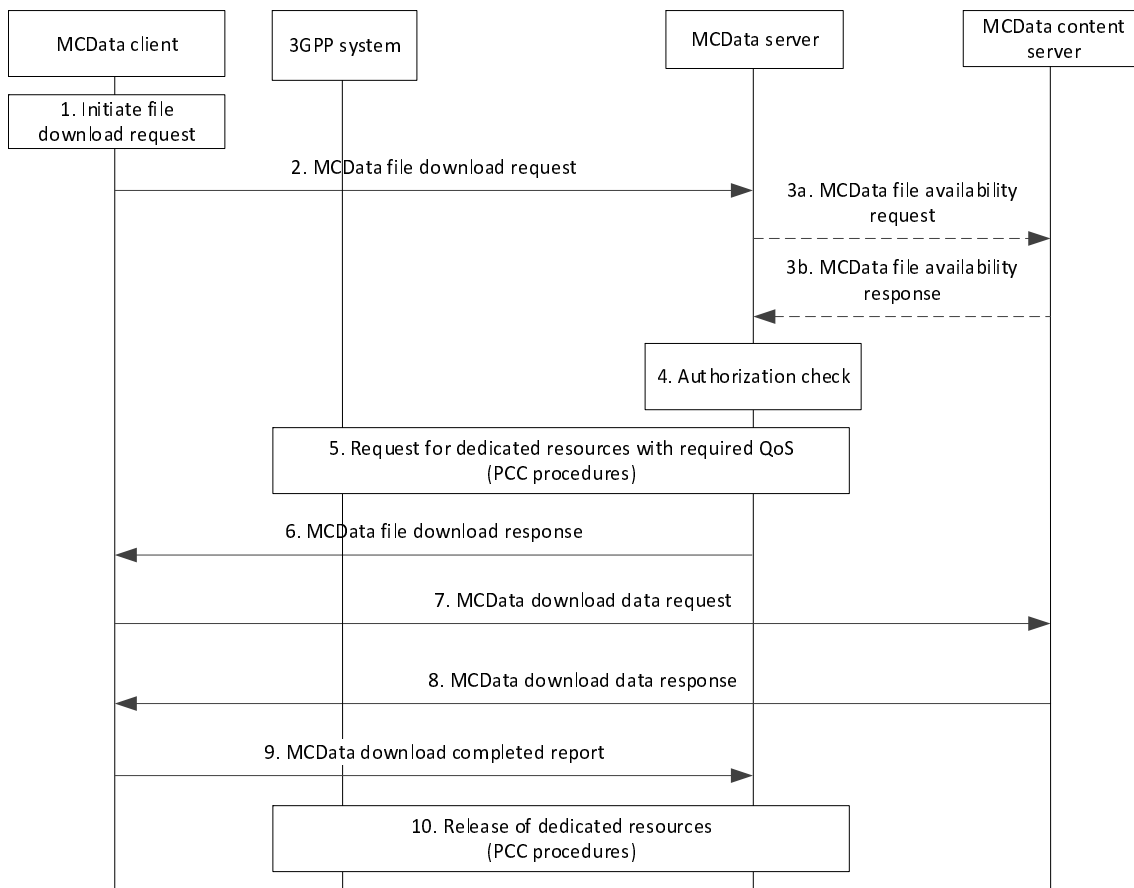 MCData client
3GPP system
MCData server
MCData content
server
1. Initiate file
download request
2. MCData file download request
3a. MCData file availability
request
3b. MCData file availability
response
4. Authorization check
5. Request for dedicated resources with required QoS
(PCC procedures)
6. MCData file download response
7. MCData download data request
8. MCData download data response
9. MCData download completed report
10. Release of dedicated resources
(PCC procedures)